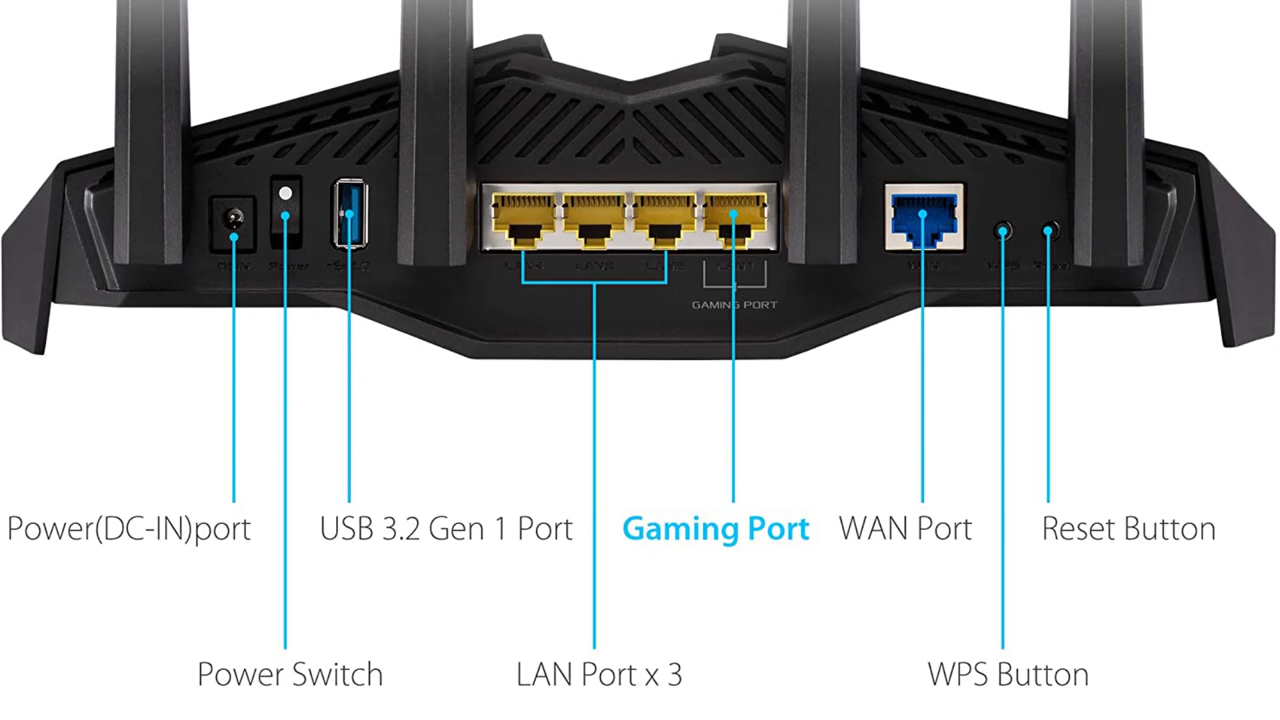 GAMING PORT
Power(DC-IN)port
USB 3.2 Gen 1 Port
Gaming Port
WAN Port
Reset Button
Power Switch
LAN Port x 3
WPS Button